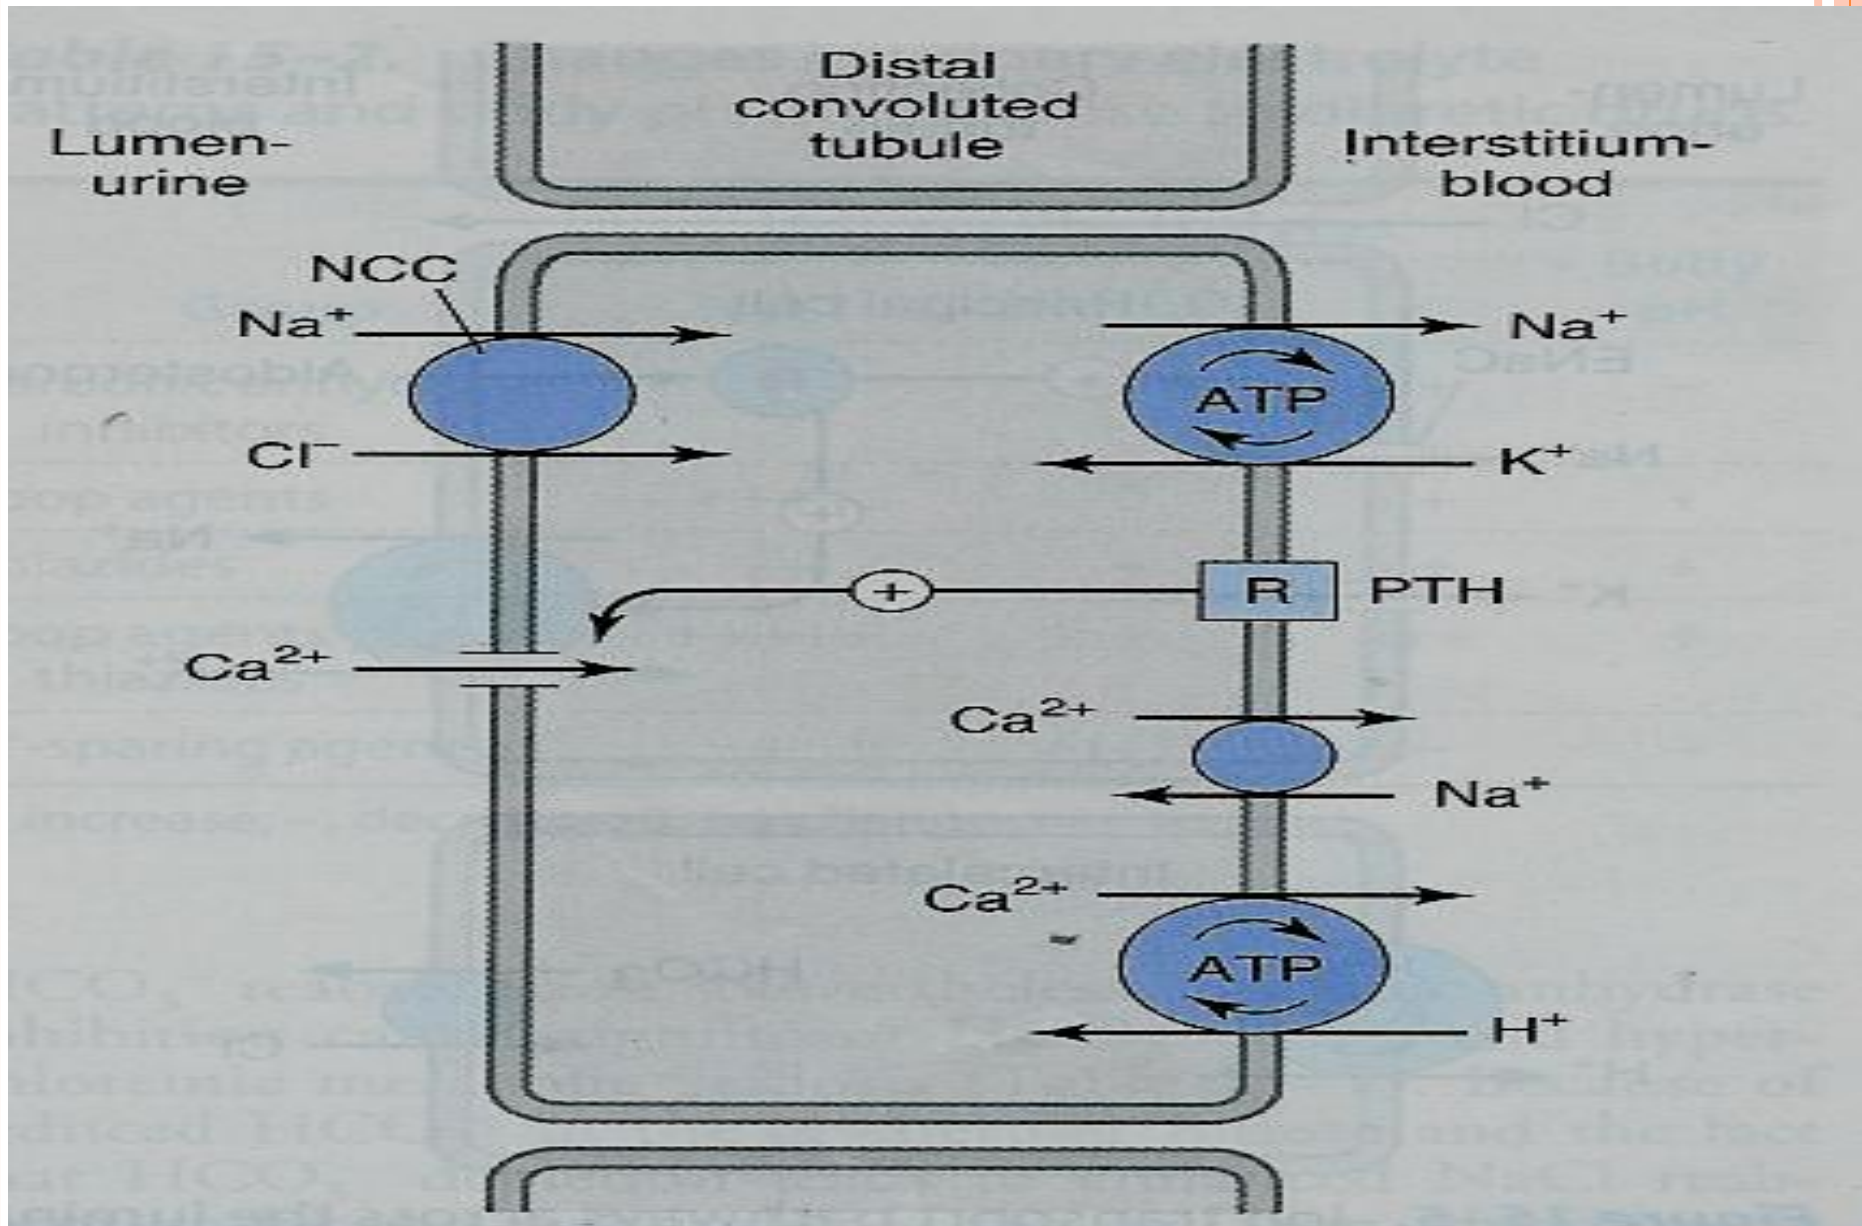 Distal
convoluted
tubule
Lumen-
urine
Interstitium-
blood
NCC
Na⁺
Na⁺
ATP
Cl⁻
K⁺
R
PTH
Ca²⁺
Ca²⁺
Na⁺
Ca²⁺
ATP
H⁺